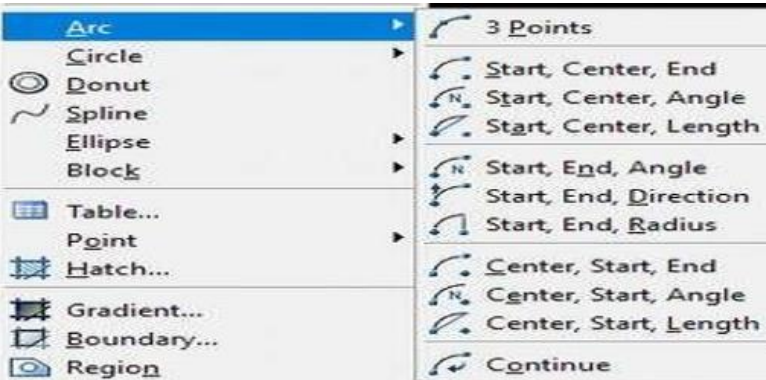 Arc
Circle
Donut
Spline
Ellipse
Block
Table...
Point
Hatch...
Gradient...
Boundary...
Region
3 Points
Start, Center, End
Start, Center, Angle
Start, Center, Length
Start, End, Angle
Start, End, Direction
Start, End, Radius
Center, Start, End
Center, Start, Angle
Center, Start, Length
Continue